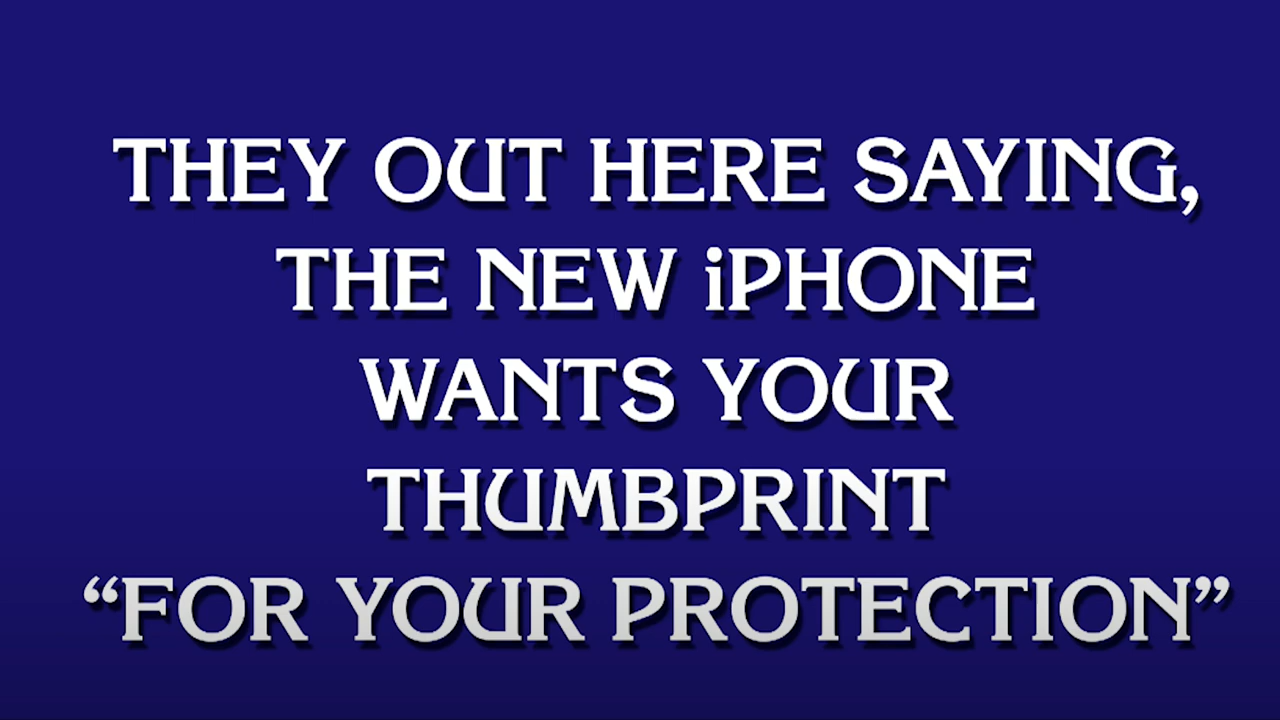 THEY OUT HERE SAYING,
THE NEW iPHONE
WANTS YOUR
THUMBPRINT
“FOR YOUR PROTECTION”